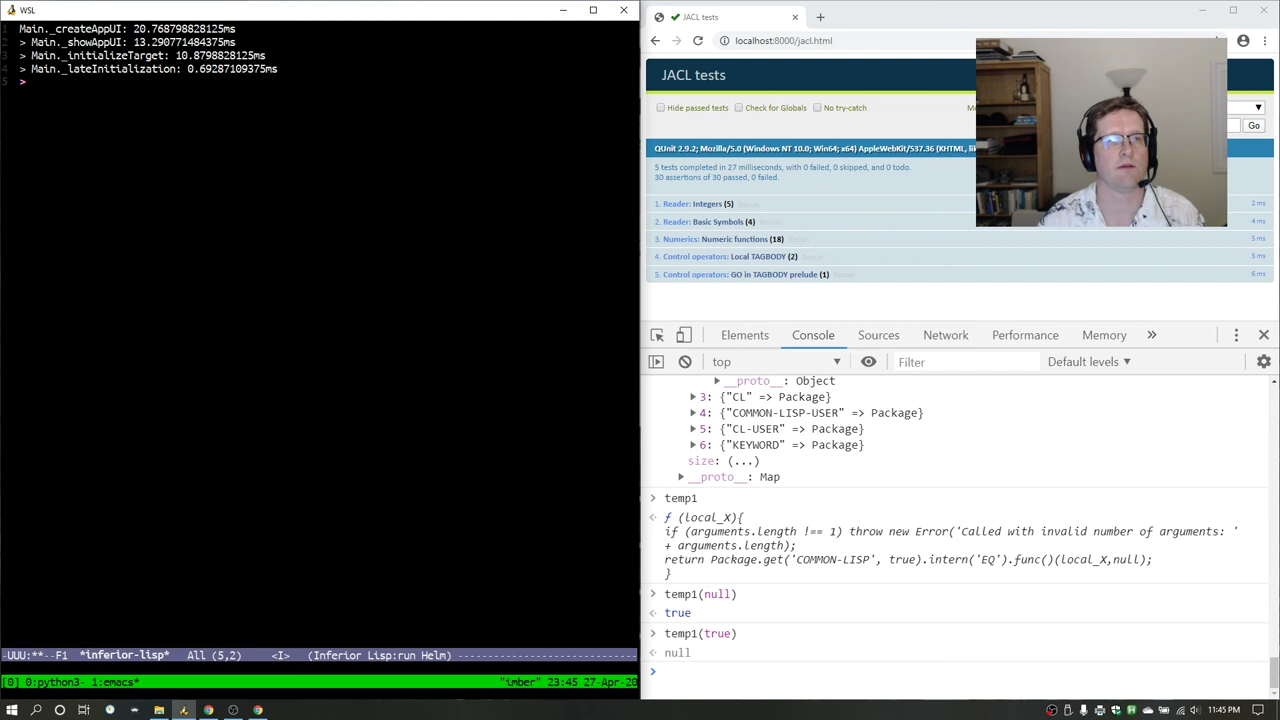 WSL
1 Main._createAppUI: 20.768798828125ms
2 > Main._showAppUI: 13.290771484375ms
3 > Main._initializeTarget: 10.8798828125ms
4 > Main._lateInitialization: 0.69287109375ms
5 >
-UUU:**--F1 *inferior-lisp* All (5,2) <I> (Inferior Lisp:run Helm)
[0] 0:python3- 1:emacs* "imber" 23:45 27-Apr-20
JACL tests
localhost:8000/jacl.html
JACL tests
Hide passed tests Check for Globals No try-catch
Go
QUnit 2.9.2; Mozilla/5.0 (Windows NT 10.0; Win64; x64) AppleWebKit/537.36 (KHTML,
5 tests completed in 27 milliseconds, with 0 failed, 0 skipped, and 0 todo.
30 assertions of 30 passed, 0 failed.
1. Reader: Integers (5) Rerun 2 ms
2. Reader: Basic Symbols (4) Rerun 4 ms
3. Numerics: Numeric functions (18) Rerun 5 ms
4. Control operators: Local TAGBODY (2) Rerun 5 ms
5. Control operators: GO in TAGBODY prelude (1) Rerun 6 ms
Elements Console Sources Network Performance Memory »
top Filter Default levels
__proto__: Object
3: {"CL" => Package}
4: {"COMMON-LISP-USER" => Package}
5: {"CL-USER" => Package}
6: {"KEYWORD" => Package}
size: (...)
__proto__: Map
> temp1
ƒ (local_X){
if (arguments.length !== 1) throw new Error('Called with invalid number of arguments: '
+ arguments.length);
return Package.get('COMMON-LISP', true).intern('EQ').func()(local_X,null);
}
> temp1(null)
true
> temp1(true)
null
>
11:45 PM